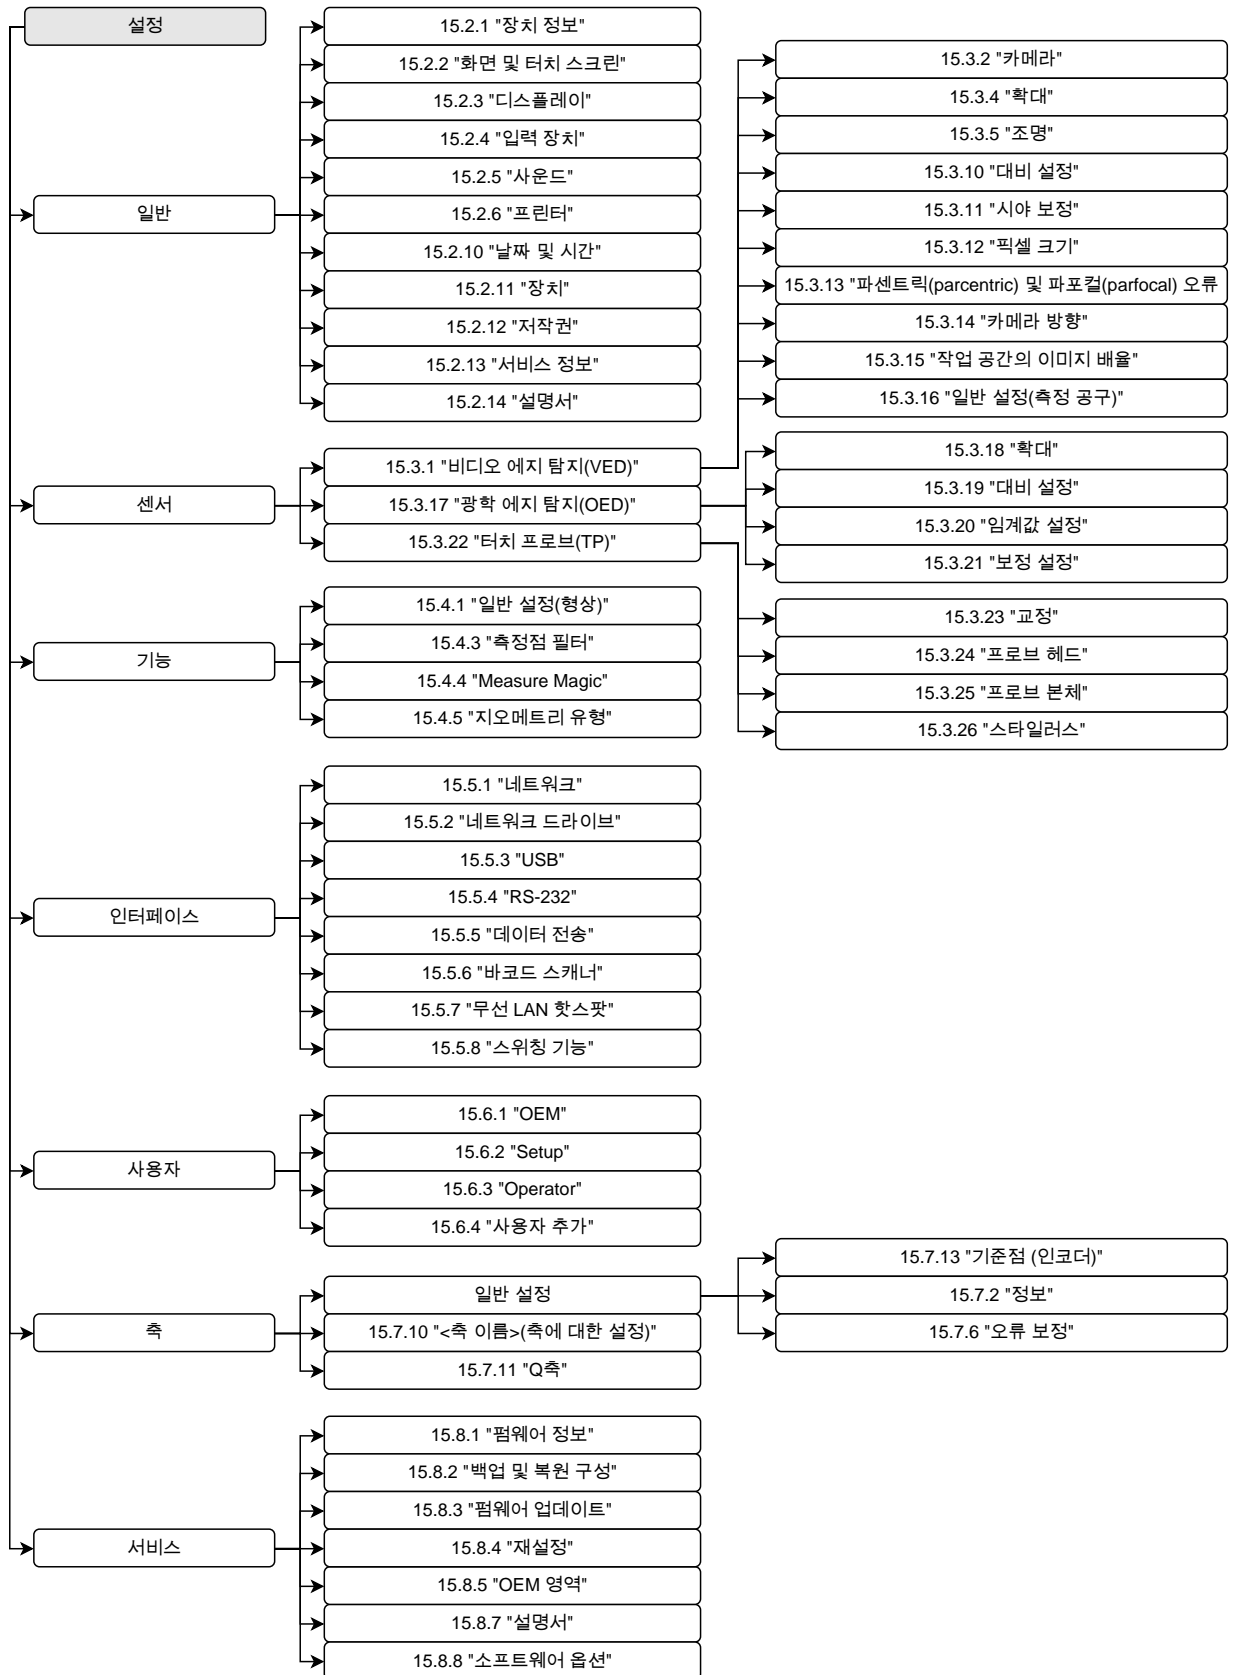 설정
일반
15.2.1 "장치 정보"
15.2.2 "화면 및 터치 스크린"
15.2.3 "디스플레이"
15.2.4 "입력 장치"
15.2.5 "사운드"
15.2.6 "프린터"
15.2.10 "날짜 및 시간"
15.2.11 "장치"
15.2.12 "저작권"
15.2.13 "서비스 정보"
15.2.14 "설명서"
센서
15.3.1 "비디오 에지 탐지(VED)"
15.3.17 "광학 에지 탐지(OED)"
15.3.22 "터치 프로브(TP)"
15.3.2 "카메라"
15.3.4 "확대"
15.3.5 "조명"
15.3.10 "대비 설정"
15.3.11 "시야 보정"
15.3.12 "픽셀 크기"
15.3.13 "파센트릭(parcentric) 및 파포컬(parfocal) 오류
15.3.14 "카메라 방향"
15.3.15 "작업 공간의 이미지 배율"
15.3.16 "일반 설정(측정 공구)"
15.3.18 "확대"
15.3.19 "대비 설정"
15.3.20 "임계값 설정"
15.3.21 "보정 설정"
15.3.23 "교정"
15.3.24 "프로브 헤드"
15.3.25 "프로브 본체"
15.3.26 "스타일러스"
기능
15.4.1 "일반 설정(형상)"
15.4.3 "측정점 필터"
15.4.4 "Measure Magic"
15.4.5 "지오메트리 유형"
인터페이스
15.5.1 "네트워크"
15.5.2 "네트워크 드라이브"
15.5.3 "USB"
15.5.4 "RS-232"
15.5.5 "데이터 전송"
15.5.6 "바코드 스캐너"
15.5.7 "무선 LAN 핫스팟"
15.5.8 "스위칭 기능"
사용자
15.6.1 "OEM"
15.6.2 "Setup"
15.6.3 "Operator"
15.6.4 "사용자 추가"
축
일반 설정
15.7.10 "<축 이름>(축에 대한 설정)"
15.7.11 "Q축"
15.7.13 "기준점 (인코더)"
15.7.2 "정보"
15.7.6 "오류 보정"
서비스
15.8.1 "펌웨어 정보"
15.8.2 "백업 및 복원 구성"
15.8.3 "펌웨어 업데이트"
15.8.4 "재설정"
15.8.5 "OEM 영역"
15.8.7 "설명서"
15.8.8 "소프트웨어 옵션"